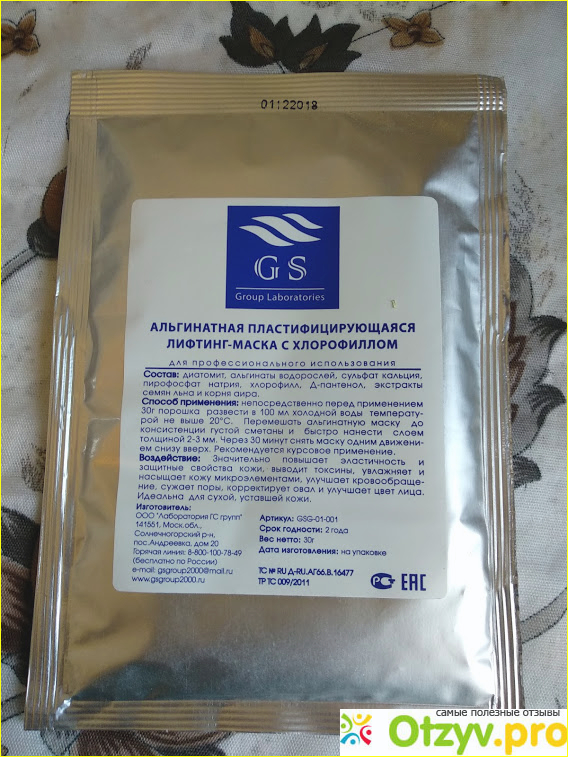 01122018
GS
Group Laboratories
АЛЬГИНАТНАЯ ПЛАСТИФИЦИРУЮЩАЯСЯ
ЛИФТИНГ-МАСКА С ХЛОРОФИЛЛОМ
для профессионального использования
Состав: диатомит, альгинаты водорослей, сульфат кальция,
пирофосфат натрия, хлорофилл, Д-пантенол, экстракты
семян льна и корня аира.
Способ применения: непосредственно перед применением
30г порошка развести в 100 мл холодной воды температу-
рой не выше 20°С. Перемешать альгинатную маску до
консистенции густой сметаны и быстро нанести слоем
толщиной 2-3 мм. Через 30 минут снять маску одним движени-
ем снизу вверх. Рекомендуется курсовое применение.
Воздействие: Значительно повышает эластичность и
защитные свойства кожи, выводит токсины, увлажняет и
насыщает кожу микроэлементами, улучшает кровообраще-
ние, сужает поры, корректирует овал и улучшает цвет лица.
Идеальна для сухой, уставшей кожи.
Изготовитель:
ООО "Лаборатория ГС групп"
141551, Моск.обл.,
Солнечногорский р-н,
пос.Андреевка, дом 20
Горячая линия: 8-800-100-78-49
(бесплатно по России)
e-mail: gsgroup2000@mail.ru
www.gsgroup2000.ru
Артикул: GSG-01-001
Срок годности: 2 года
Вес нетто: 30г
Дата изготовления: на упаковке
ТС № RU Д-RU.АГ66.В.16477
ТР ТС 009/2011
РСТ ЕАС
самые полезные отзывы
Otzyv.pro